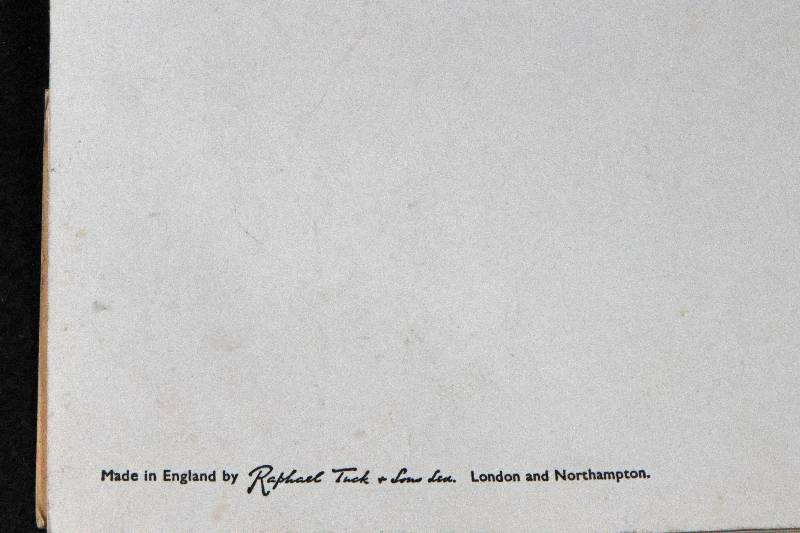 Made in England by Raphael Tuck & Sons Ltd. London and Northampton.